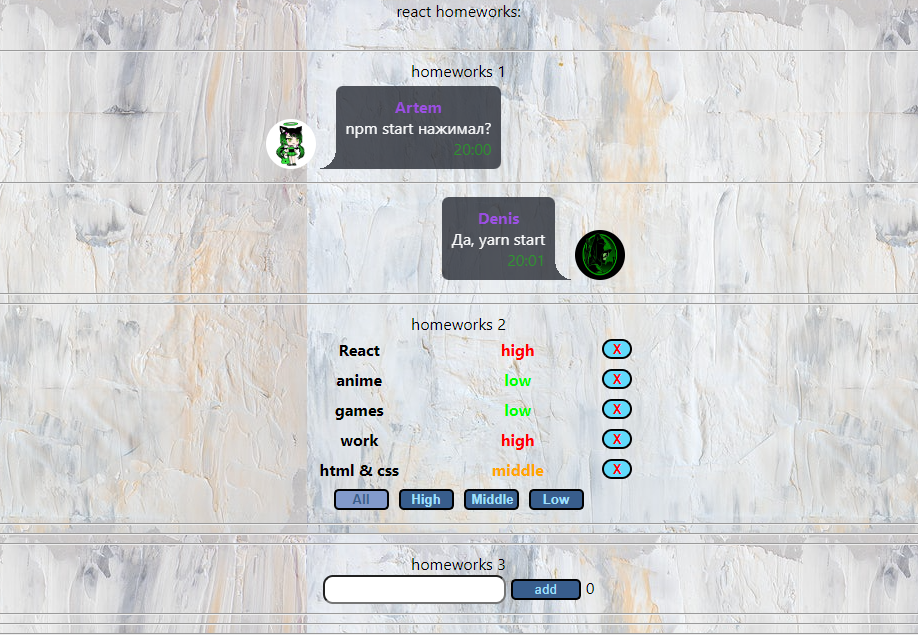 react homeworks:
homeworks 1
Artem
npm start нажимал?
20:00
Denis
Да, yarn start
20:01
homeworks 2
React high X
anime low X
games low X
work high X
html & css middle X
All High Middle Low
homeworks 3
add 0